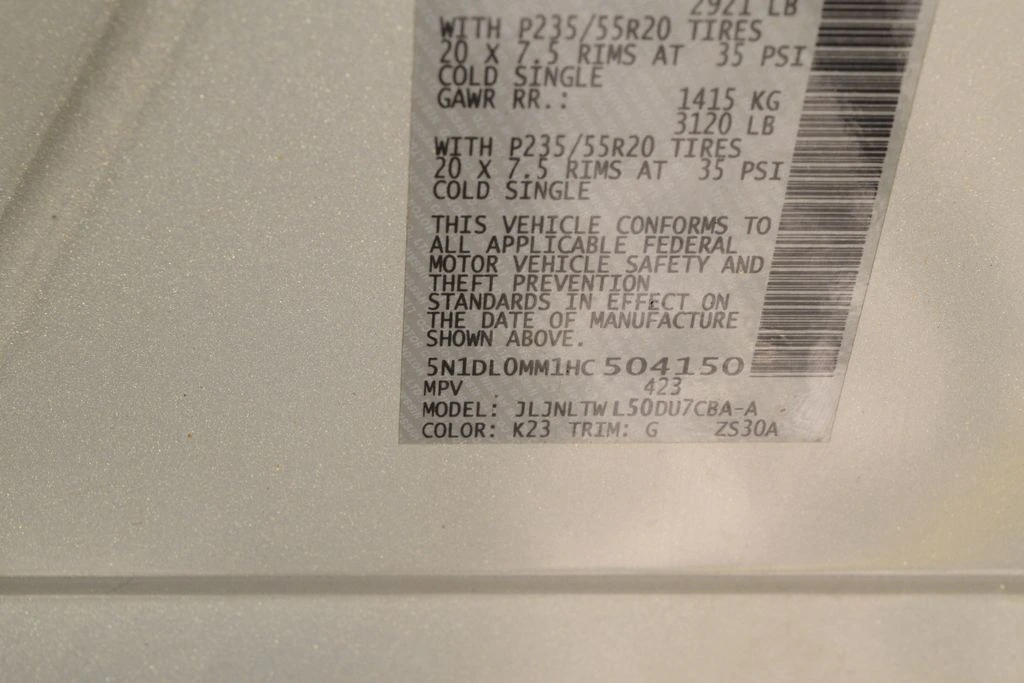 2921 LB
WITH P235/55R20 TIRES
20 X 7.5 RIMS AT 35 PSI
COLD SINGLE
GAWR RR.: 1415 KG
3120 LB
WITH P235/55R20 TIRES
20 X 7.5 RIMS AT 35 PSI
COLD SINGLE
THIS VEHICLE CONFORMS TO
ALL APPLICABLE FEDERAL
MOTOR VEHICLE SAFETY AND
THEFT PREVENTION
STANDARDS IN EFFECT ON
THE DATE OF MANUFACTURE
SHOWN ABOVE.
5N1DL0MM1HC504150
MPV 423
MODEL: JLJNLTWL50DU7CBA-A -
COLOR: K23 TRIM: G ZS30A